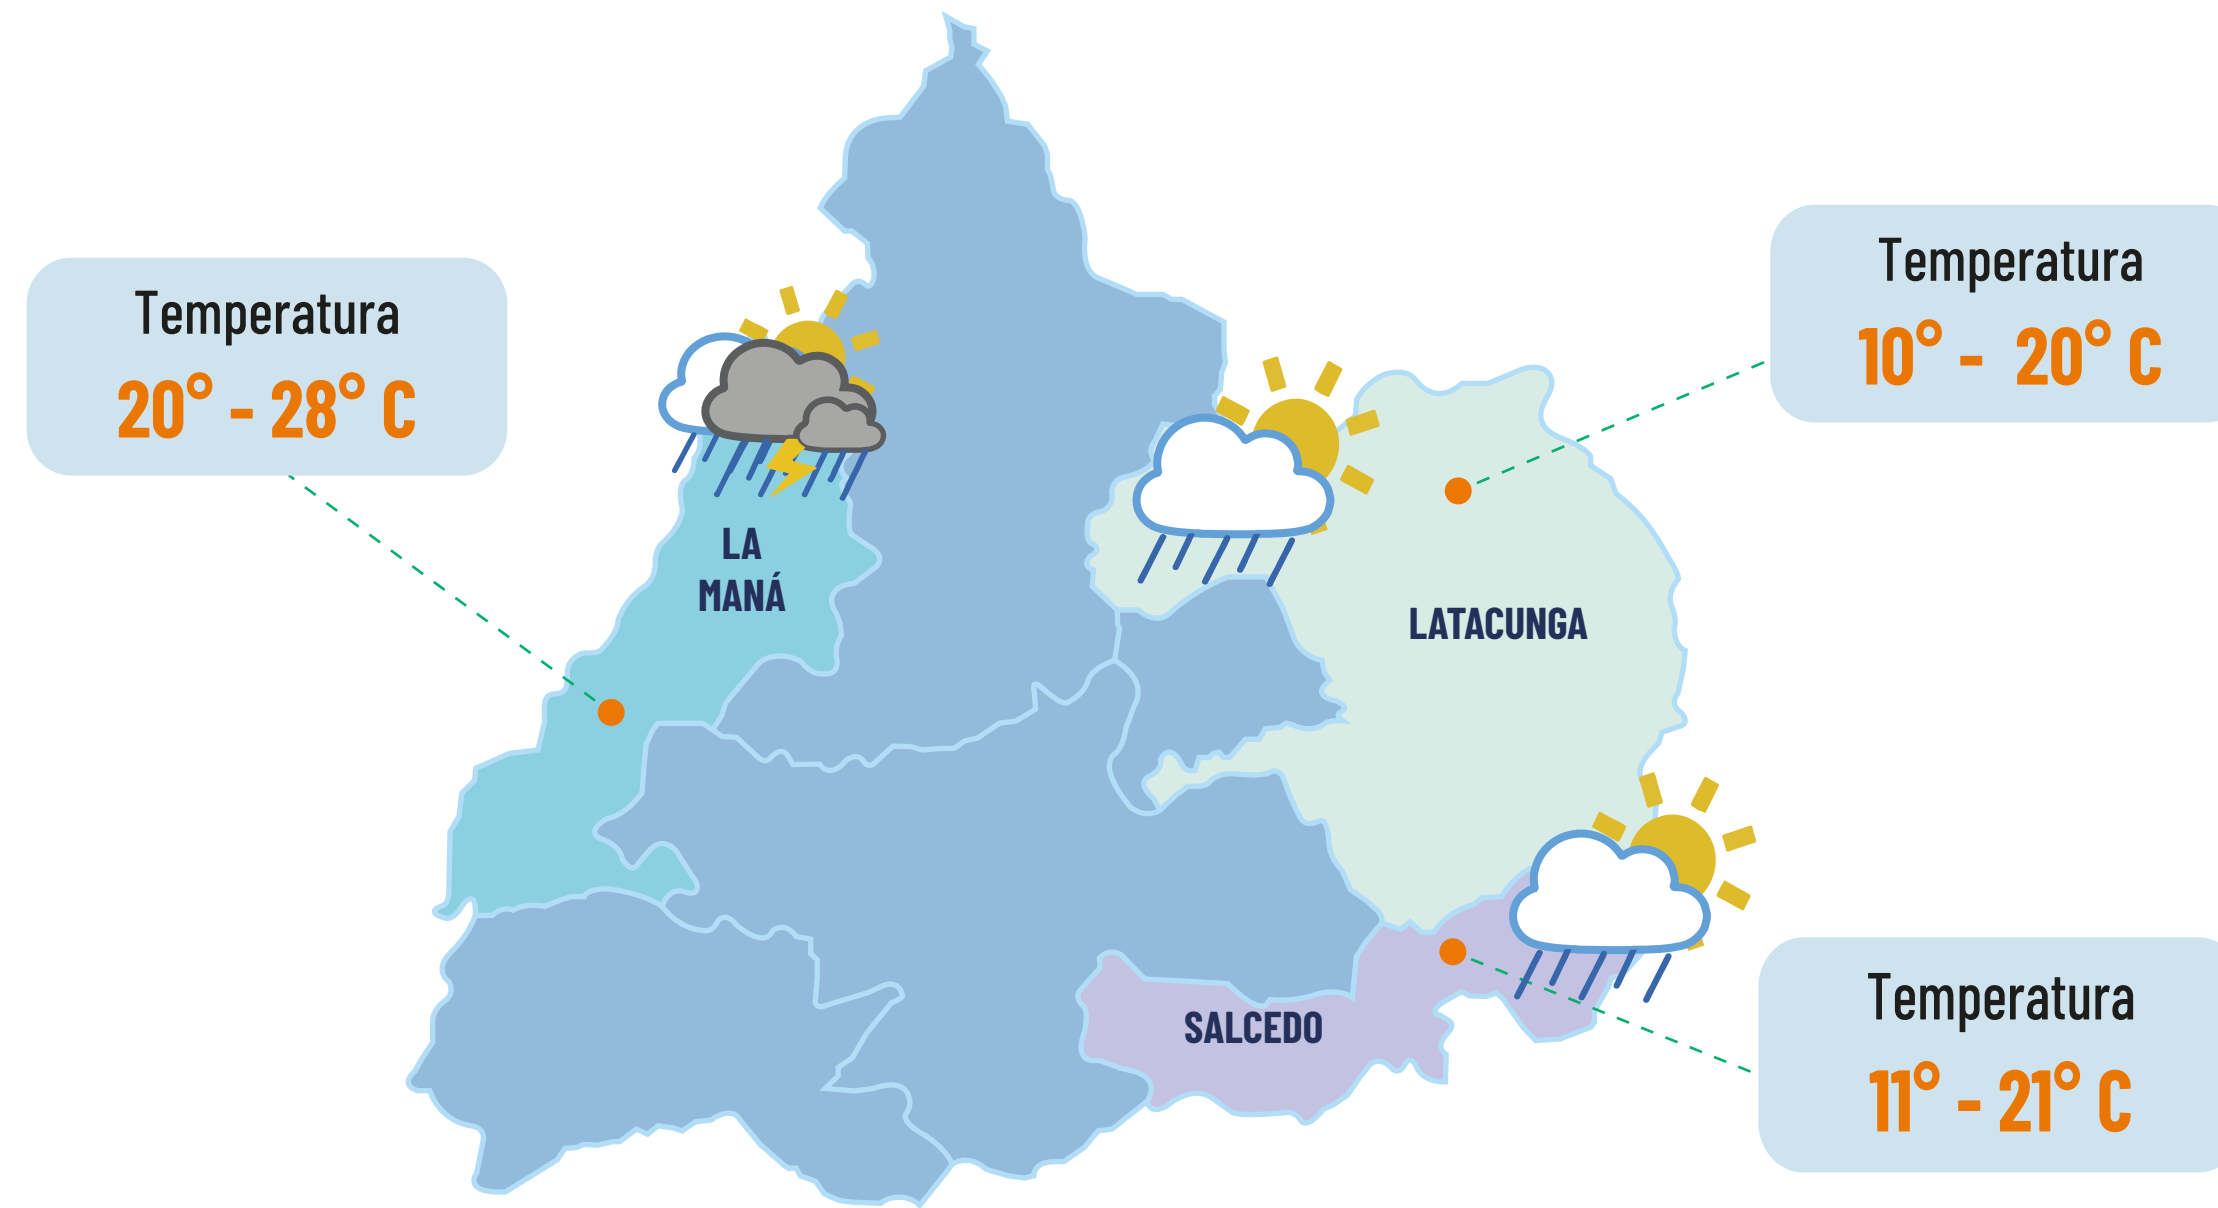 Temperatura
20° - 28° C
Temperatura
10° - 20° C
LA
MANÁ
LATACUNGA
SALCEDO
Temperatura
11° - 21° C